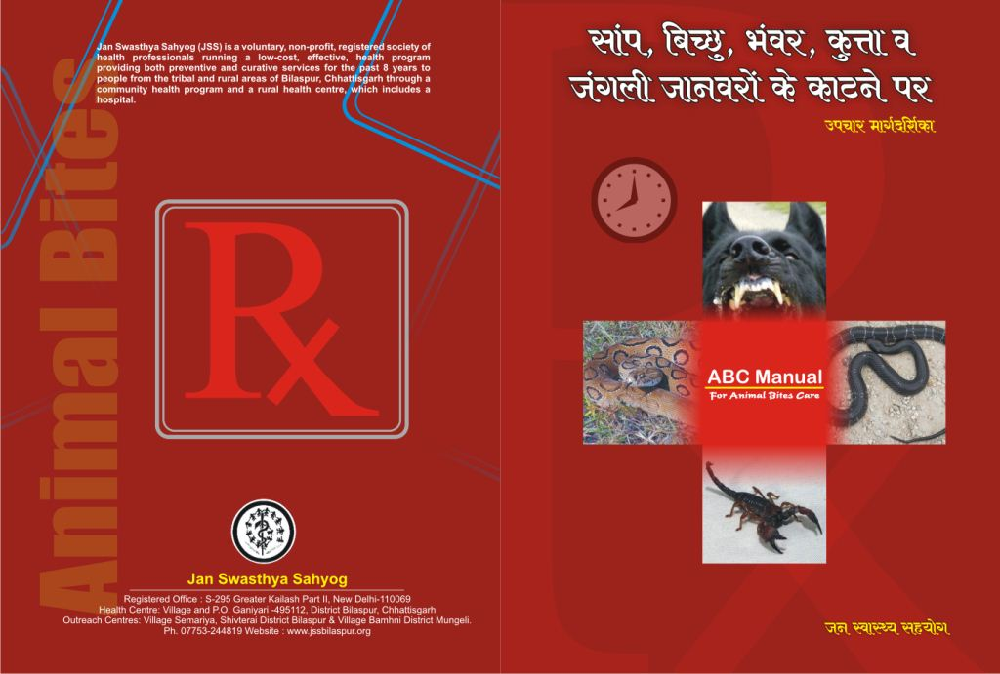 Animal Bites
Jan Swasthya Sahyog (JSS) is a voluntary, non-profit, registered society of
health professionals running a low-cost, effective, health program
providing both preventive and curative services for the past 8 years to
people from the tribal and rural areas of Bilaspur, Chhattisgarh through a
community health program and a rural health centre, which includes a
hospital.
Rx
Jan Swasthya Sahyog
Registered Office : S-295 Greater Kailash Part II, New Delhi-110069
Health Centre: Village and P.O. Ganiyari -495112, District Bilaspur, Chhattisgarh
Outreach Centres: Village Semariya, Shivterai District Bilaspur & Village Bamhni District Mungeli.
Ph. 07753-244819 Website : www.jssbilaspur.org
सांप, बिच्छु, भंवर, कुत्ता व
जंगली जानवरों के काटने पर
उपचार मार्गदर्शिका
ABC Manual
For Animal Bites Care
जन स्वास्थ्य सहयोग